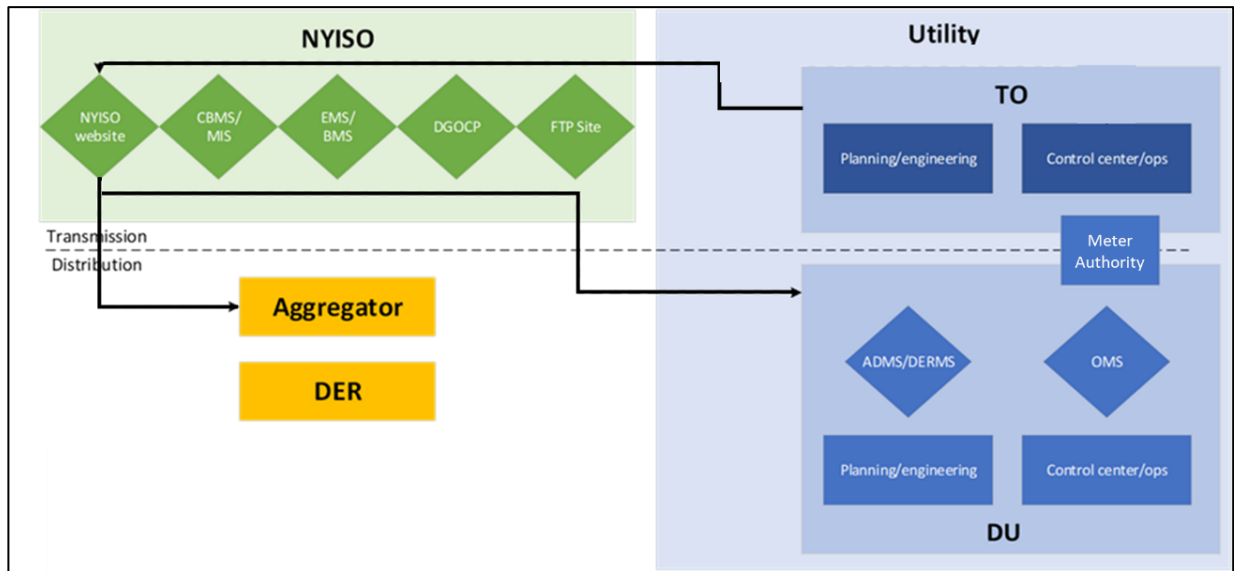 NYISO
NYISO
website
CBMS/
MIS
EMS/
BMS
DGOCP
FTP Site
Utility
TO
Planning/engineering
Control center/ops
Transmission
Distribution
Meter
Authority
Aggregator
DER
ADMS/DERMS
OMS
Planning/engineering
Control center/ops
DU